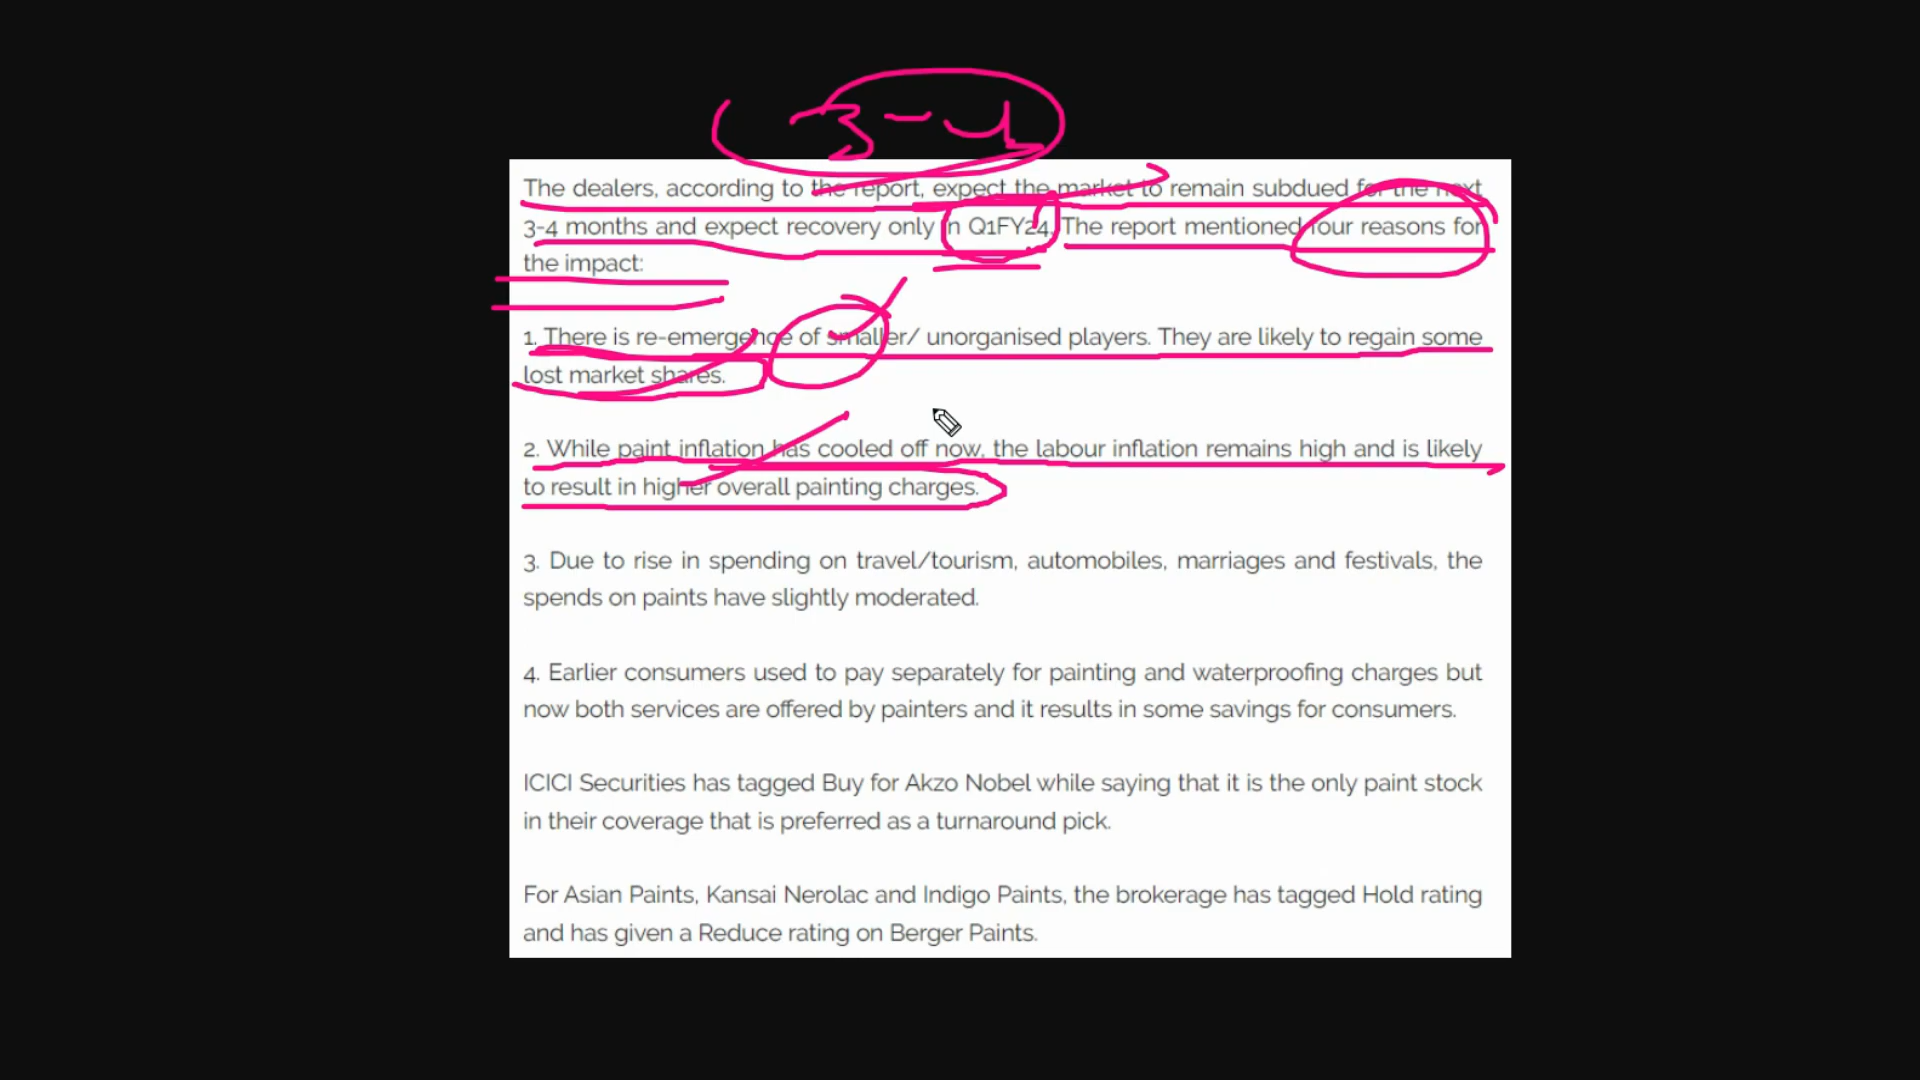 3-4
The dealers, according to the report, expect the market to remain subdued for the next
3-4 months and expect recovery only in Q1FY24. The report mentioned four reasons for
the impact:
1. There is re-emergence of smaller/ unorganised players. They are likely to regain some
lost market shares.
2. While paint inflation has cooled off now, the labour inflation remains high and is likely
to result in higher overall painting charges.
3. Due to rise in spending on travel/tourism, automobiles, marriages and festivals, the
spends on paints have slightly moderated.
4. Earlier consumers used to pay separately for painting and waterproofing charges but
now both services are offered by painters and it results in some savings for consumers.
ICICI Securities has tagged Buy for Akzo Nobel while saying that it is the only paint stock
in their coverage that is preferred as a turnaround pick.
For Asian Paints, Kansai Nerolac and Indigo Paints, the brokerage has tagged Hold rating
and has given a Reduce rating on Berger Paints.